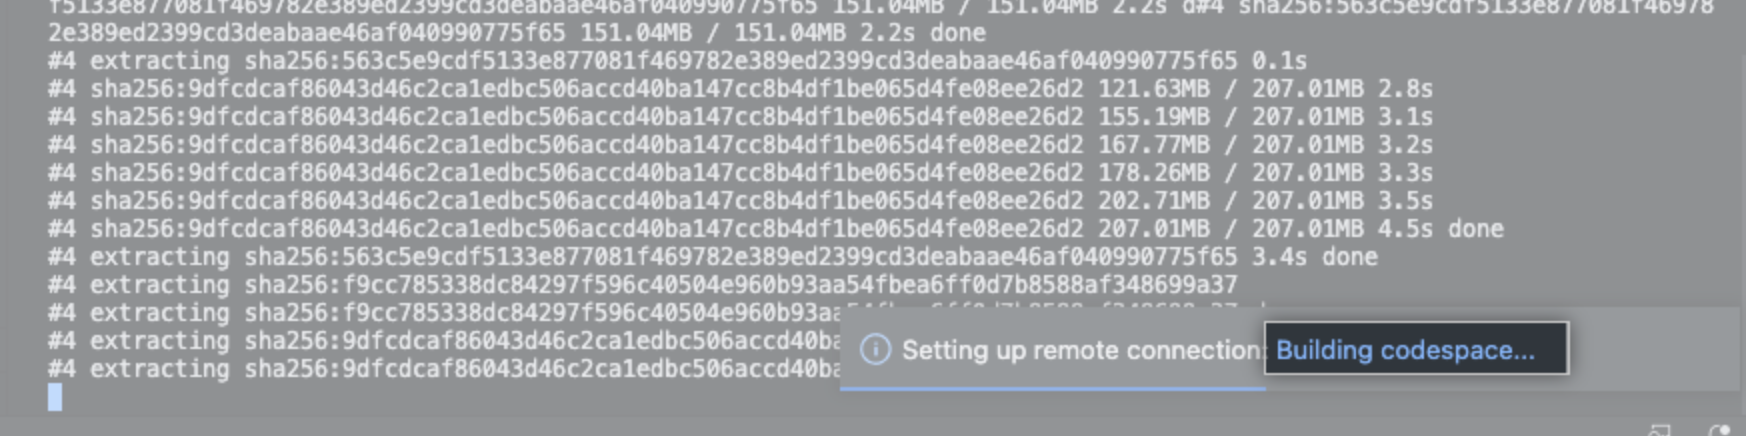 f5133e877081f469782e389ed2399cd3deabaae46af040990775f65 151.04MB / 151.04MB 2.2s d#4 sha256:563c5e9cdf5133e877081f46978
2e389ed2399cd3deabaae46af040990775f65 151.04MB / 151.04MB 2.2s done
#4 extracting sha256:563c5e9cdf5133e877081f469782e389ed2399cd3deabaae46af040990775f65 0.1s
#4 sha256:9dfcdcaf86043d46c2ca1edbc506accd40ba147cc8b4df1be065d4fe08ee26d2 121.63MB / 207.01MB 2.8s
#4 sha256:9dfcdcaf86043d46c2ca1edbc506accd40ba147cc8b4df1be065d4fe08ee26d2 155.19MB / 207.01MB 3.1s
#4 sha256:9dfcdcaf86043d46c2ca1edbc506accd40ba147cc8b4df1be065d4fe08ee26d2 167.77MB / 207.01MB 3.2s
#4 sha256:9dfcdcaf86043d46c2ca1edbc506accd40ba147cc8b4df1be065d4fe08ee26d2 178.26MB / 207.01MB 3.3s
#4 sha256:9dfcdcaf86043d46c2ca1edbc506accd40ba147cc8b4df1be065d4fe08ee26d2 202.71MB / 207.01MB 3.5s
#4 sha256:9dfcdcaf86043d46c2ca1edbc506accd40ba147cc8b4df1be065d4fe08ee26d2 207.01MB / 207.01MB 4.5s done
#4 extracting sha256:563c5e9cdf5133e877081f469782e389ed2399cd3deabaae46af040990775f65 3.4s done
#4 extracting sha256:f9cc785338dc84297f596c40504e960b93aa54fbea6ff0d7b8588af348699a37
#4 extracting sha256:f9cc785338dc84297f596c40504e960b93aa
#4 extracting sha256:9dfcdcaf86043d46c2ca1edbc506accd40ba
#4 extracting sha256:9dfcdcaf86043d46c2ca1edbc506accd40ba
Setting up remote connection: Building codespace...